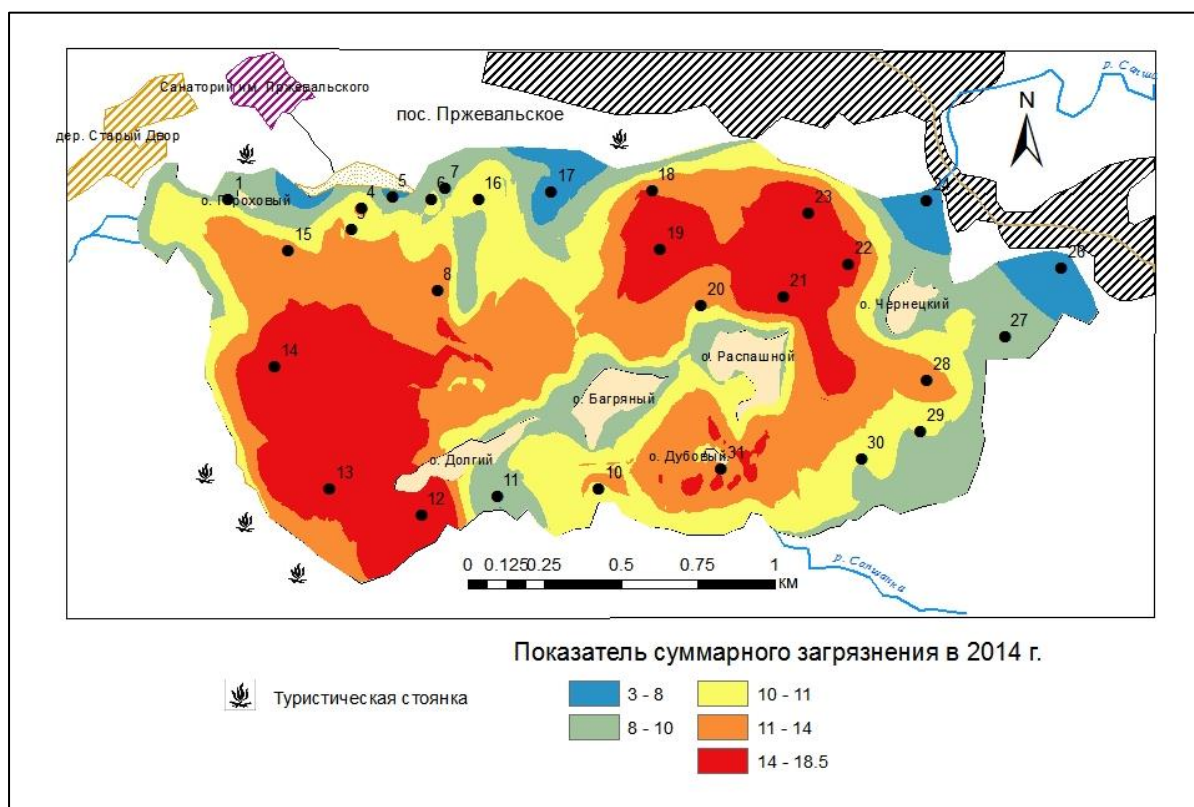 р. Сапша
Санаторий им. Пржевальского
пос. Пржевальское
N
дер. Старый Двор
7
1
4
5
6
16
17
18
23
о. Гороховый
3
15
19
22
26
8
20
21
о. Чернецкий
27
14
о. Распашной
28
о. Багряный
29
о. Долгий
о. Дубовый
31
30
13
11
10
12
0 0.125 0.25 0.5 0.75 1
км
р. Сапшанка
Показатель суммарного загрязнения в 2014 г.
Туристическая стоянка
3 - 8
10 - 11
8 - 10
11 - 14
14 - 18.5